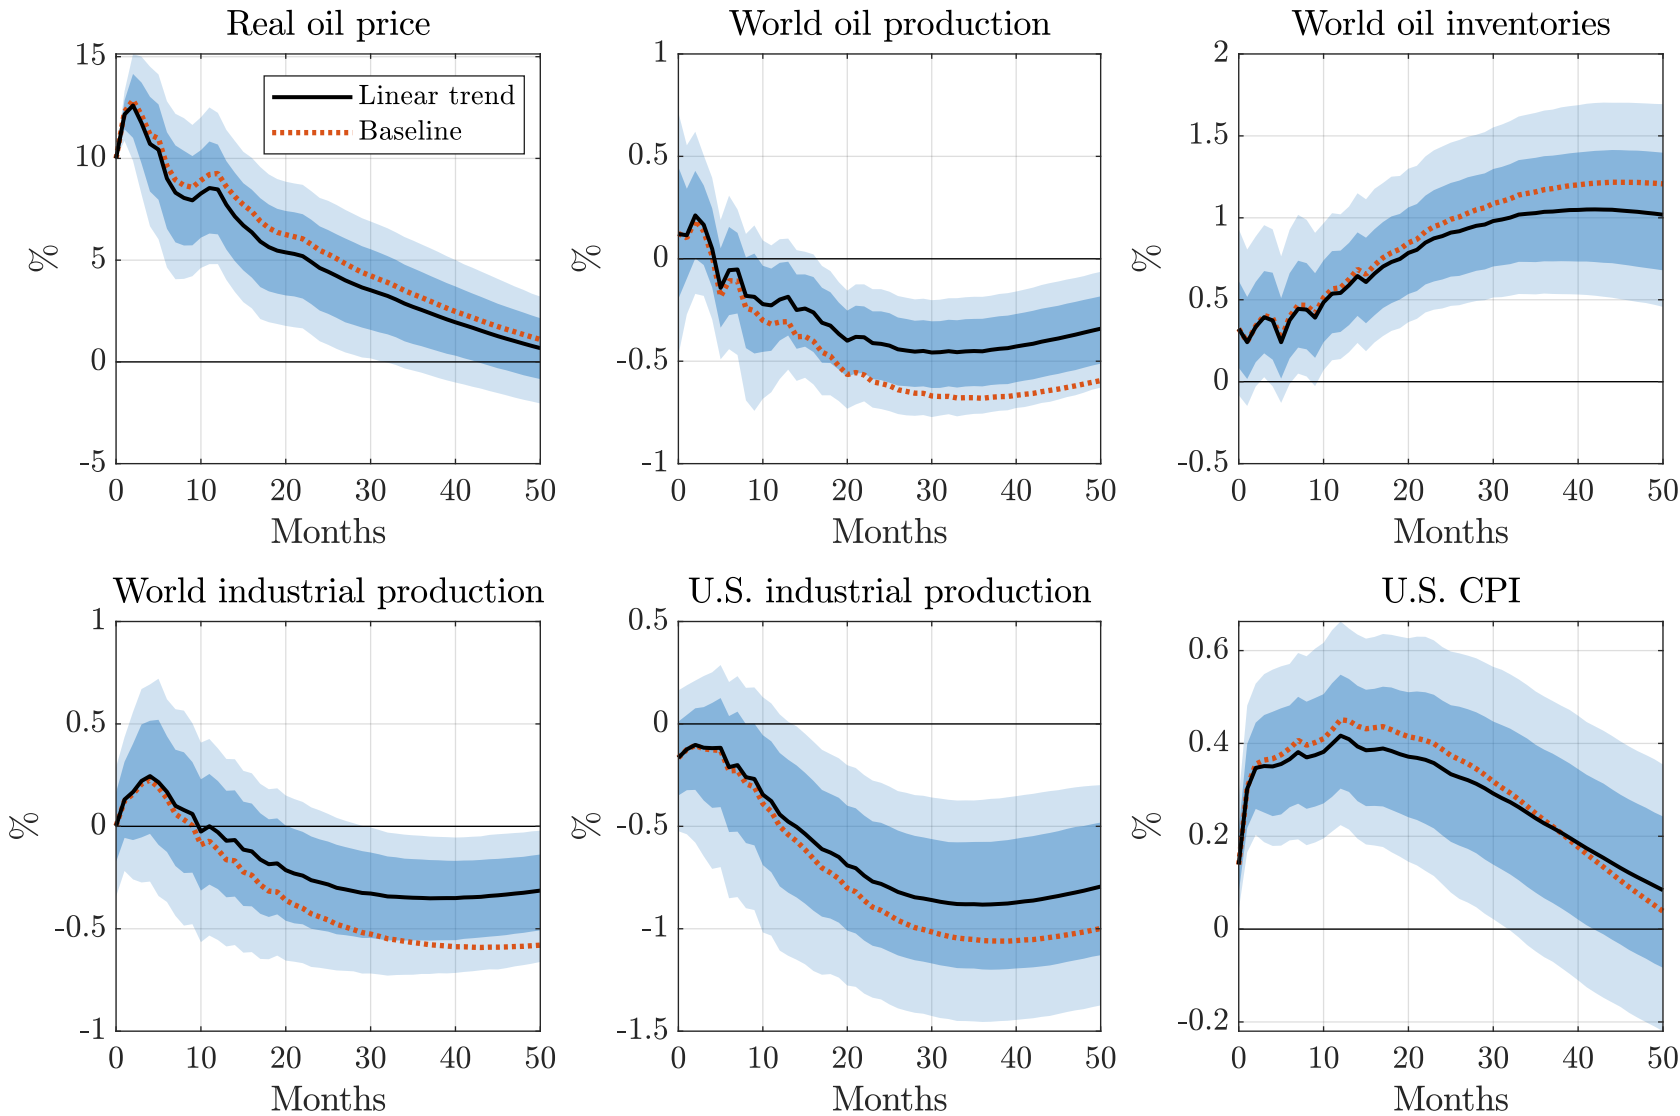 Real oil price
World oil production
World oil inventories
15
10
5
0
-5
%
Linear trend
Baseline
0 10 20 30 40 50
Months
1
0.5
0
-0.5
-1
%
0 10 20 30 40 50
Months
2
1.5
1
0.5
0
-0.5
%
0 10 20 30 40 50
Months
World industrial production
U.S. industrial production
U.S. CPI
1
0.5
0
-0.5
-1
%
0 10 20 30 40 50
Months
0.5
0
-0.5
-1
-1.5
%
0 10 20 30 40 50
Months
0.6
0.4
0.2
0
-0.2
%
0 10 20 30 40 50
Months